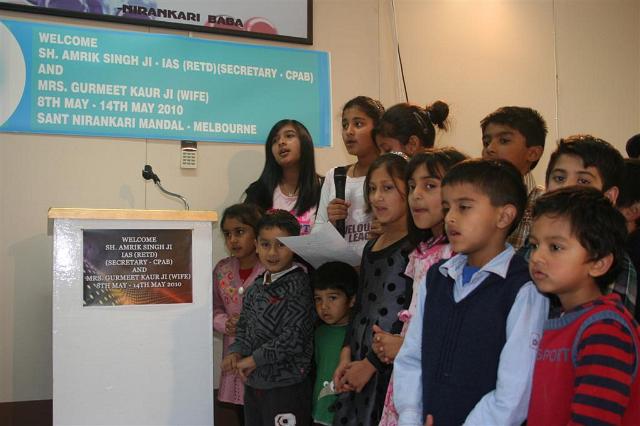 NIRANKARI BABA
WELCOME
SH. AMRIK SINGH JI - IAS (RETD)(SECRETARY - CPAB)
AND
MRS. GURMEET KAUR JI (WIFE)
8TH MAY - 14TH MAY 2010
SANT NIRANKARI MANDAL - MELBOURNE
WELCOME
SH. AMRIK SINGH JI
IAS (RETD)
(SECRETARY - CPAB)
AND
MRS. GURMEET KAUR JI (WIFE)
8TH MAY - 14TH MAY 2010
SPORT